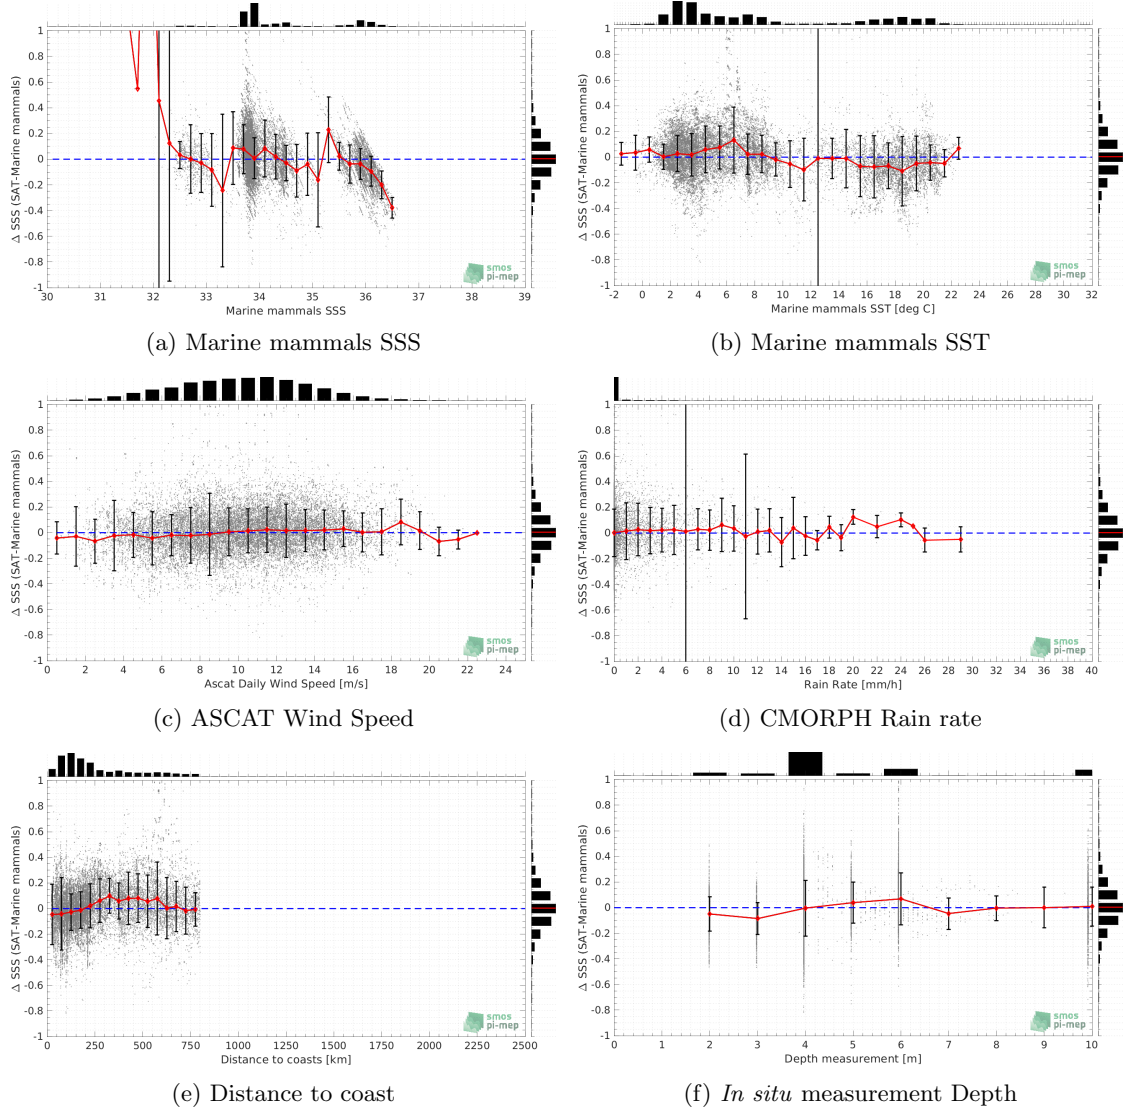 1
0.8
0.6
0.4
0.2
0
-0.2
-0.4
-0.6
-0.8
-1
Δ SSS (SAT-Marine mammals)
30 31 32 33 34 35 36 37 38 39
Marine mammals SSS
smos
pi-mep
(a) Marine mammals SSS
1
0.8
0.6
0.4
0.2
0
-0.2
-0.4
-0.6
-0.8
-1
Δ SSS (SAT-Marine mammals)
-2 0 2 4 6 8 10 12 14 16 18 20 22 24 26 28 30 32
Marine mammals SST [deg C]
smos
pi-mep
(b) Marine mammals SST
1
0.8
0.6
0.4
0.2
0
-0.2
-0.4
-0.6
-0.8
-1
Δ SSS (SAT-Marine mammals)
0 2 4 6 8 10 12 14 16 18 20 22 24
Ascat Daily Wind Speed [m/s]
smos
pi-mep
(c) ASCAT Wind Speed
1
0.8
0.6
0.4
0.2
0
-0.2
-0.4
-0.6
-0.8
-1
Δ SSS (SAT-Marine mammals)
0 2 4 6 8 10 12 14 16 18 20 22 24 26 28 30 32 34 36 38 40
Rain Rate [mm/h]
smos
pi-mep
(d) CMORPH Rain rate
1
0.8
0.6
0.4
0.2
0
-0.2
-0.4
-0.6
-0.8
-1
Δ SSS (SAT-Marine mammals)
0 250 500 750 1000 1250 1500 1750 2000 2250 2500
Distance to coasts [km]
smos
pi-mep
(e) Distance to coast
1
0.8
0.6
0.4
0.2
0
-0.2
-0.4
-0.6
-0.8
-1
Δ SSS (SAT-Marine mammals)
0 1 2 3 4 5 6 7 8 9 10
Depth measurement [m]
smos
pi-mep
(f) In situ measurement Depth